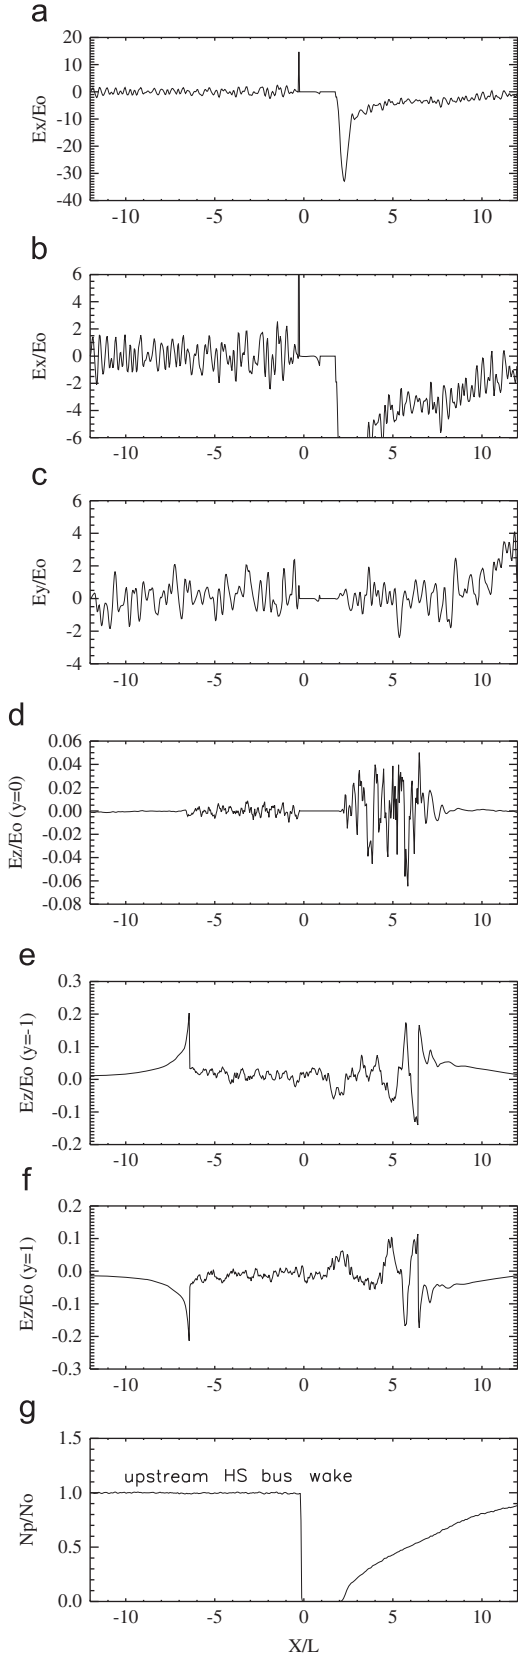 a
20
10
0
-10
-20
-30
-40
Ex/Eo
-10 -5 0 5 10
b
6
4
2
0
-2
-4
-6
Ex/Eo
-10 -5 0 5 10
c
6
4
2
0
-2
-4
Ey/Eo
-10 -5 0 5 10
d
0.06
0.04
0.02
0.00
-0.02
-0.04
-0.06
-0.08
Ez/Eo (y=0)
-10 -5 0 5 10
e
0.3
0.2
0.1
0.0
-0.1
-0.2
Ez/Eo (y=-1)
-10 -5 0 5 10
f
0.2
0.1
0.0
-0.1
-0.2
-0.3
Ez/Eo (y=1)
-10 -5 0 5 10
g
1.5
1.0
0.5
0.0
Np/No
upstream HS bus wake
-10 -5 0 5 10
X/L